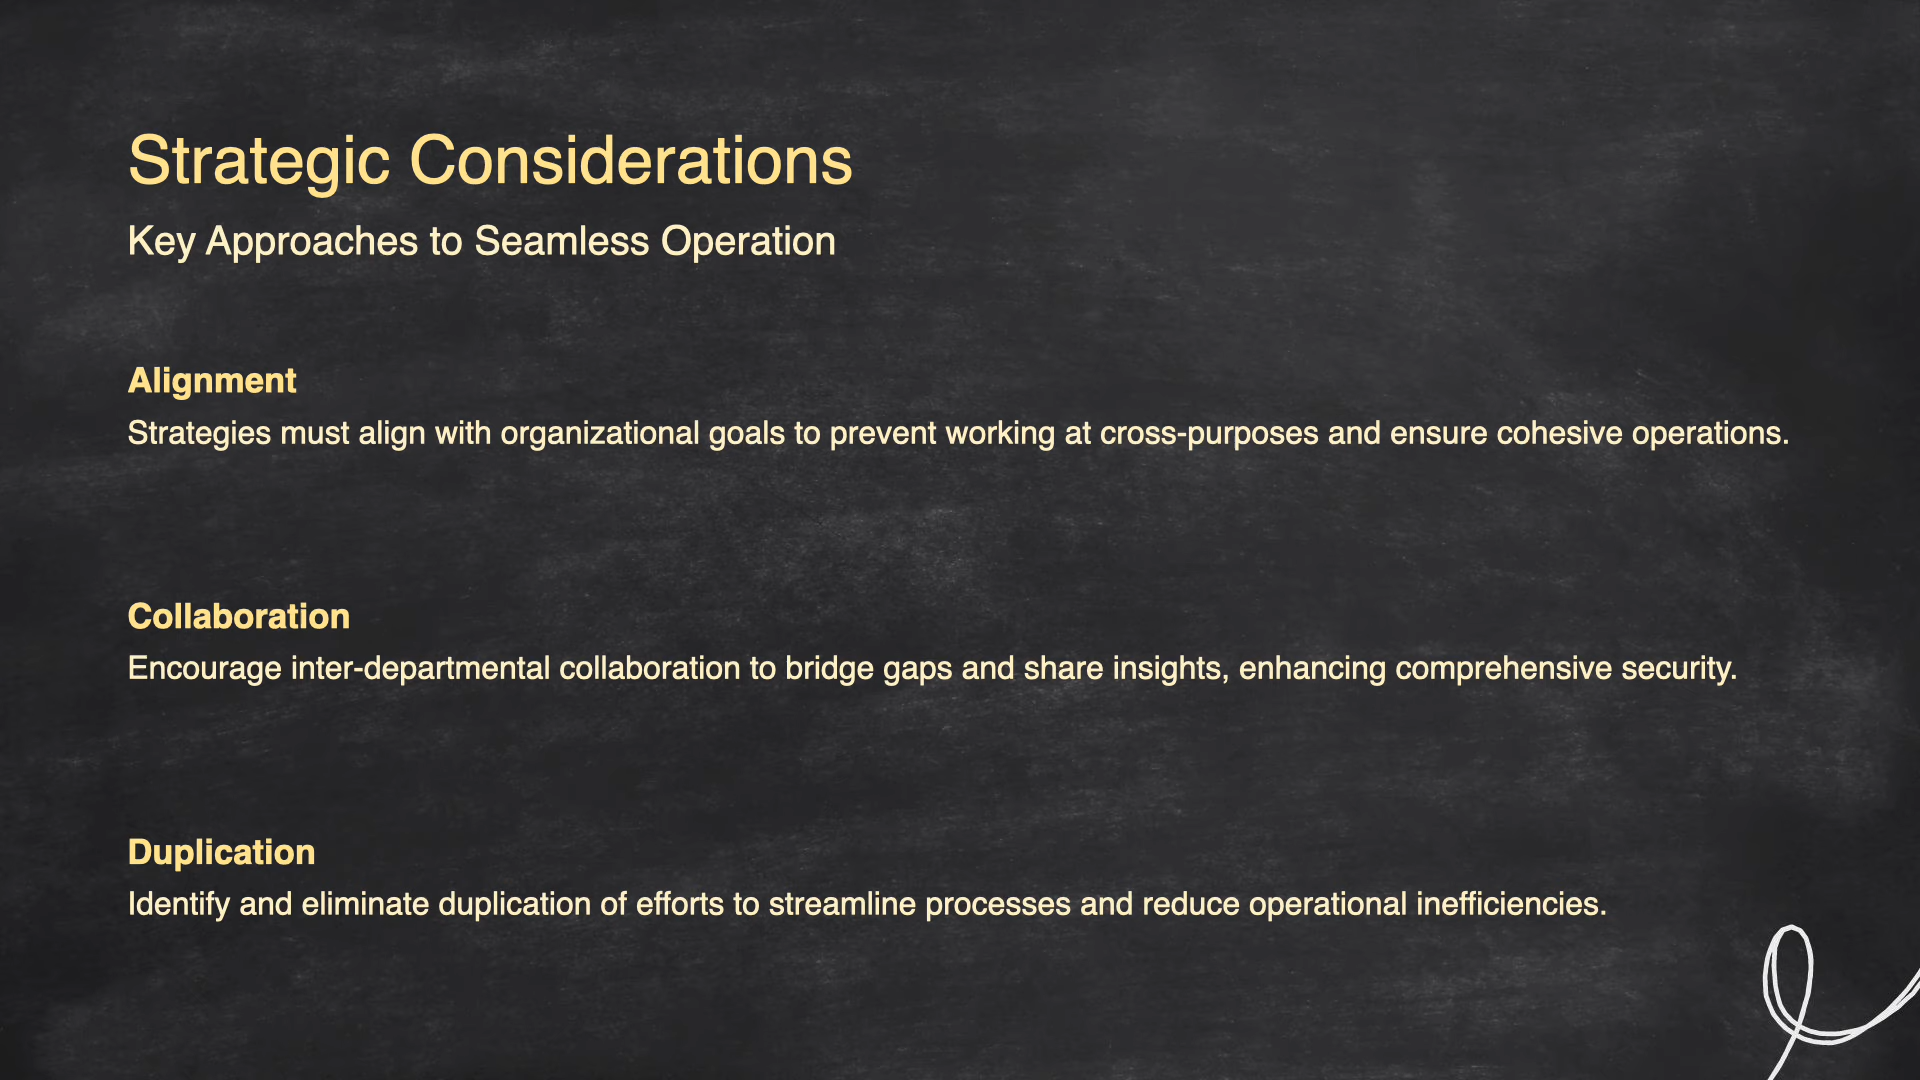 Strategic Considerations
Key Approaches to Seamless Operation
Alignment
Strategies must align with organizational goals to prevent working at cross-purposes and ensure cohesive operations.
Collaboration
Encourage inter-departmental collaboration to bridge gaps and share insights, enhancing comprehensive security.
Duplication
Identify and eliminate duplication of efforts to streamline processes and reduce operational inefficiencies.